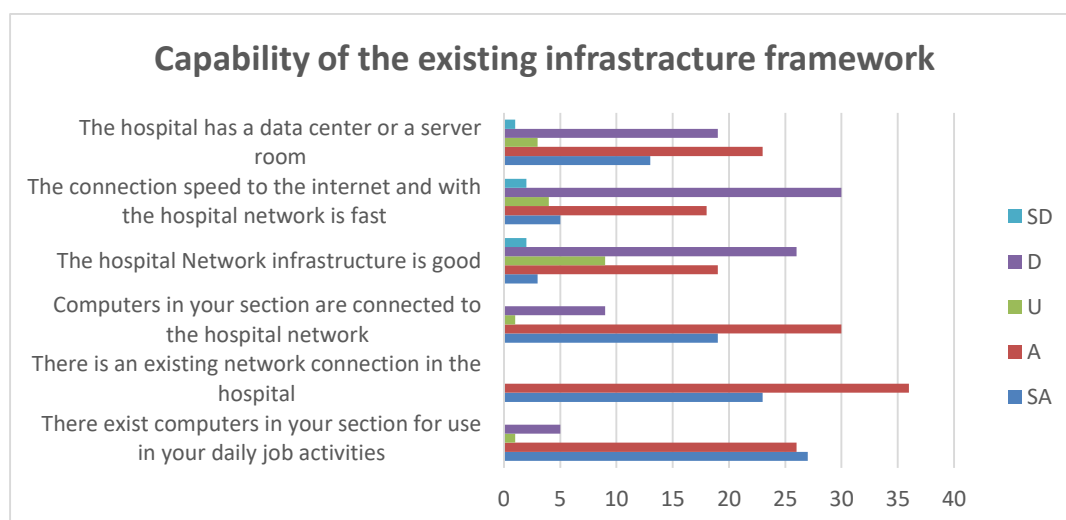 Capability of the existing infrastracture framework
The hospital has a data center or a server
room
The connection speed to the internet and with
the hospital network is fast
The hospital Network infrastructure is good
Computers in your section are connected to
the hospital network
There is an existing network connection in the
hospital
There exist computers in your section for use
in your daily job activities
SD
D
U
A
SA
0 5 10 15 20 25 30 35 40